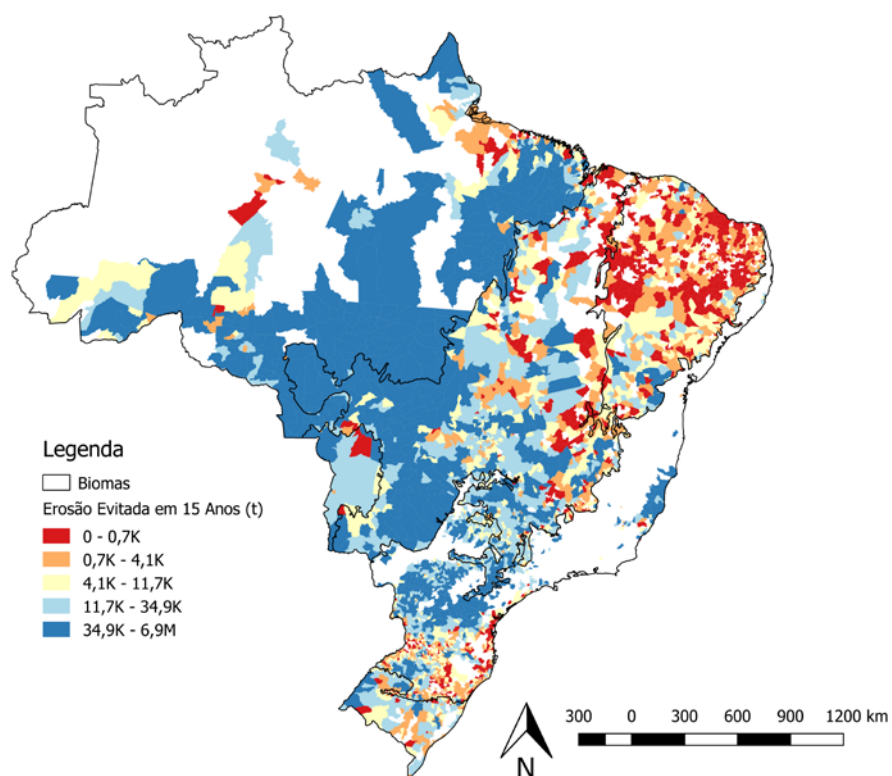 Legenda
Biomas
Erosão Evitada em 15 Anos (t)
0 - 0,7K
0,7K - 4,1K
4,1K - 11,7K
11,7K - 34,9K
34,9K - 6,9M
N
300 0 300 600 900 1200 km